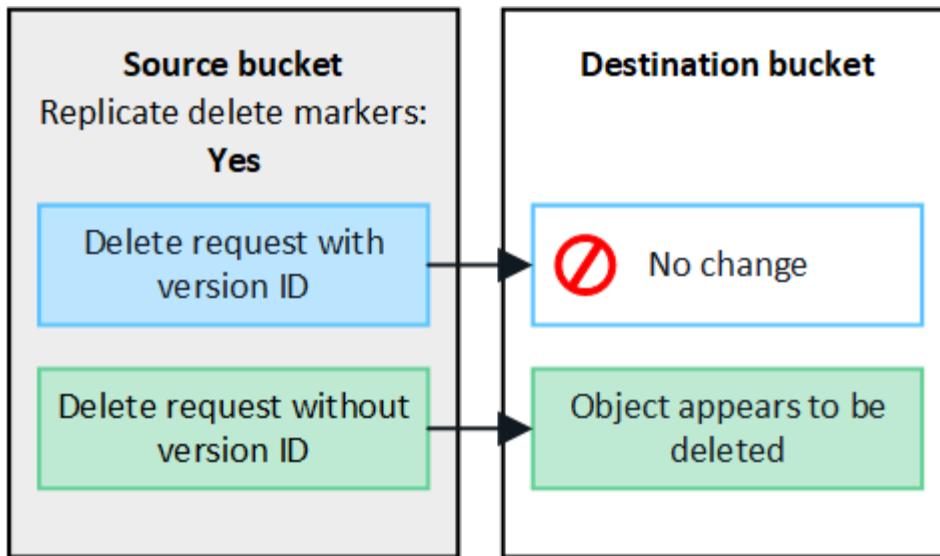 Source bucket
Replicate delete markers:
Yes
Delete request with
version ID
Delete request without
version ID
Destination bucket
No change
Object appears to be
deleted